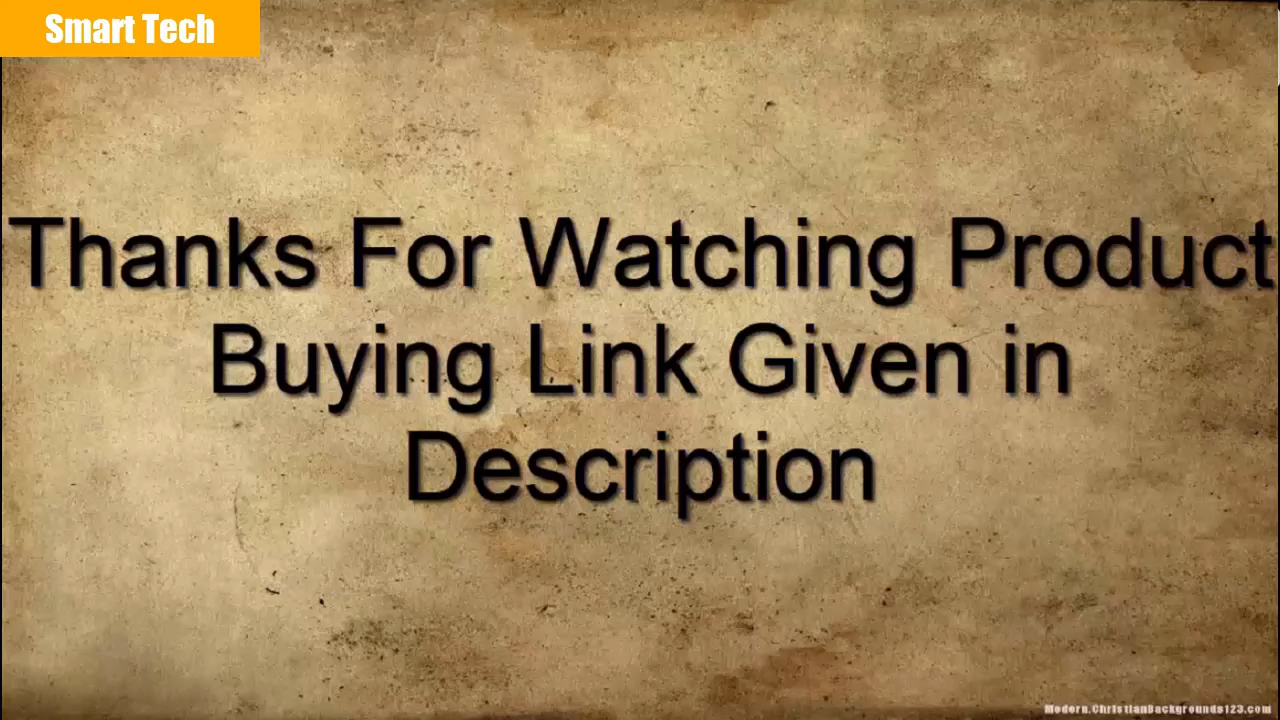 Smart Tech
Thanks For Watching Product
Buying Link Given in
Description
Modern.ChristianBackgrounds123.com